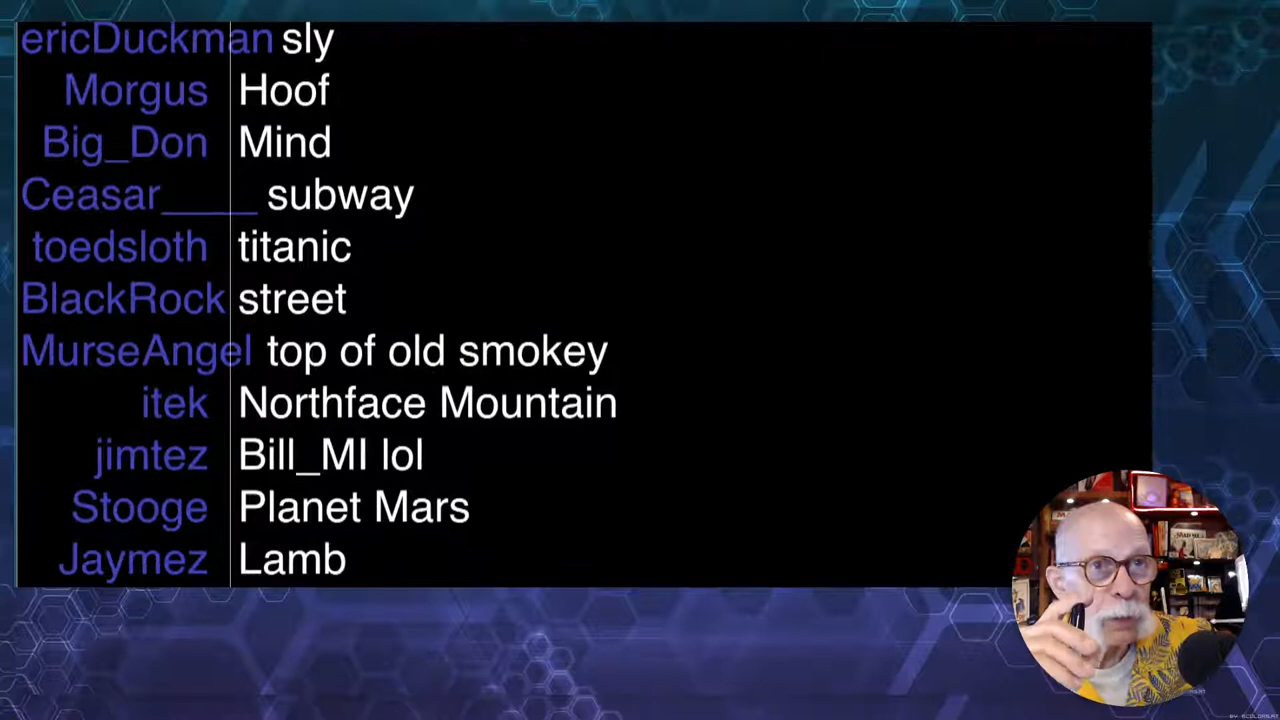 ericDuckman sly
Morgus Hoof
Big_Don Mind
Ceasar____ subway
toedsloth titanic
BlackRock street
MurseAngel top of old smokey
itek Northface Mountain
jimtez Bill_MI lol
Stooge Planet Mars
Jaymez Lamb